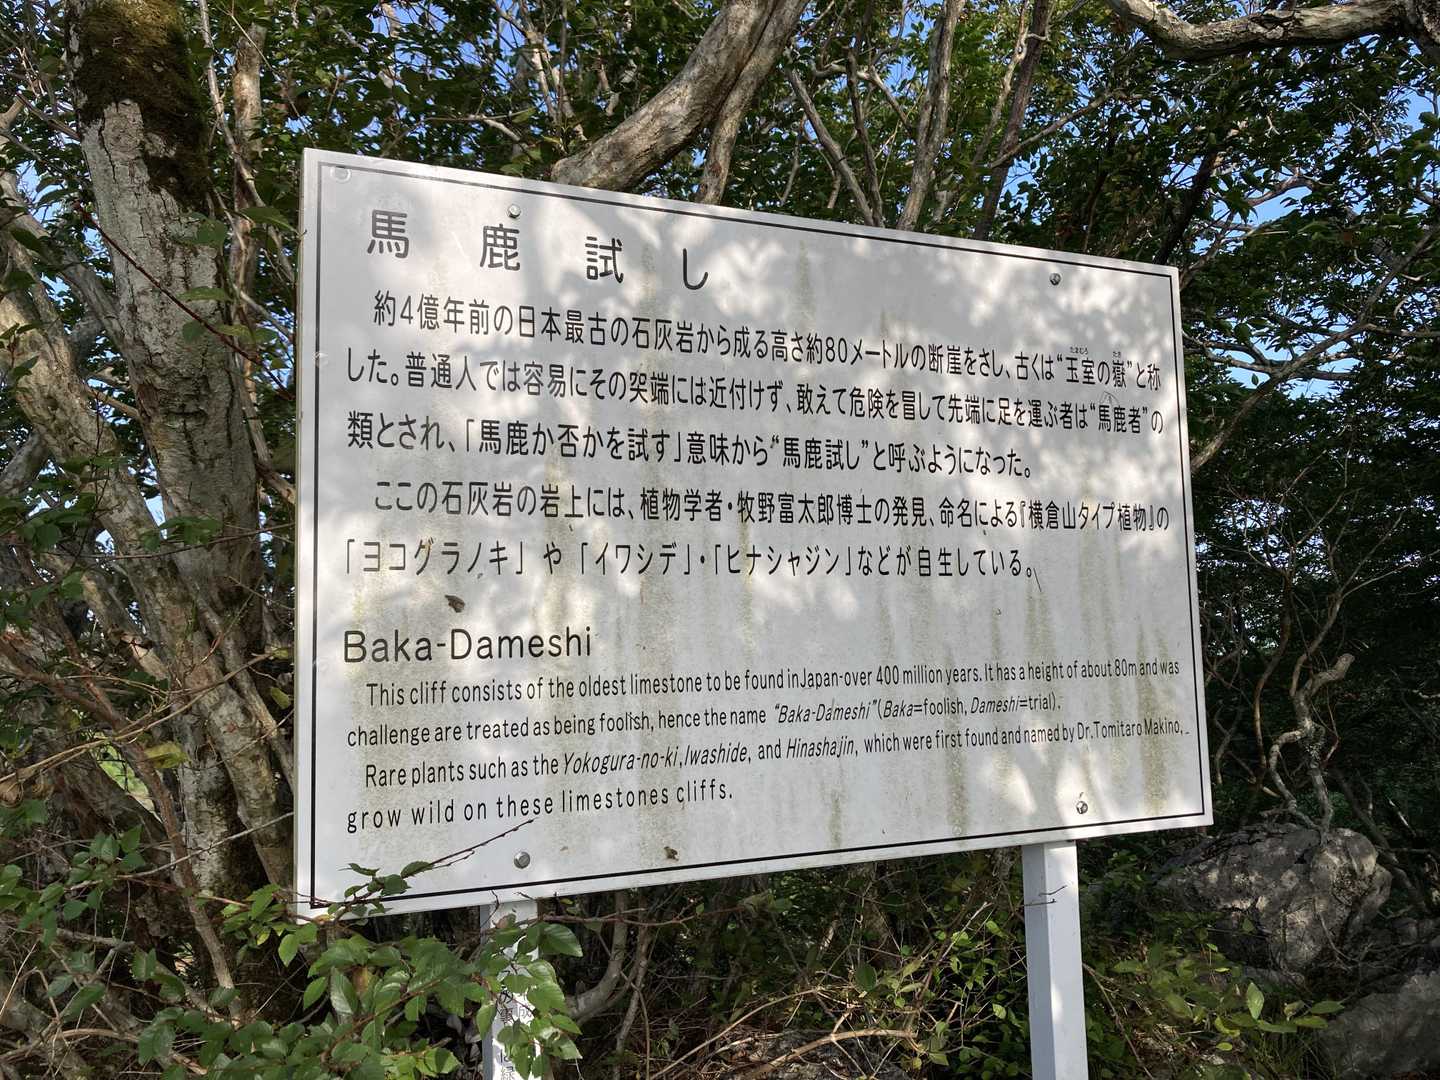 馬鹿試し
約4億年前の日本最古の石灰岩から成る高さ約80メートルの断崖をさし、古くは“玉室の嶽”と称
たまむろ たき
した。普通人では容易にその突端には近付けず、敢えて危険を冒して先端に足を運ぶ者は“馬鹿者”の
類とされ、「馬鹿か否かを試す」意味から“馬鹿試し”と呼ぶようになった。
ここの石灰岩の岩上には、植物学者・牧野富太郎博士の発見、命名による『横倉山タイプ植物』の
「ヨコグラノキ」や「イワシデ」・「ヒナシャジン」などが自生している。
Baka-Dameshi
This cliff consists of the oldest limestone to be found in Japan-over 400 million years. It has a height of about 80m and was
challenge are treated as being foolish, hence the name “Baka-Dameshi”(Baka=foolish, Dameshi=trial).
Rare plants such as the Yokogura-no-ki, Iwashide, and Hinashajin, which were first found and named by Dr.Tomitaro Makino,
grow wild on these limestones cliffs.